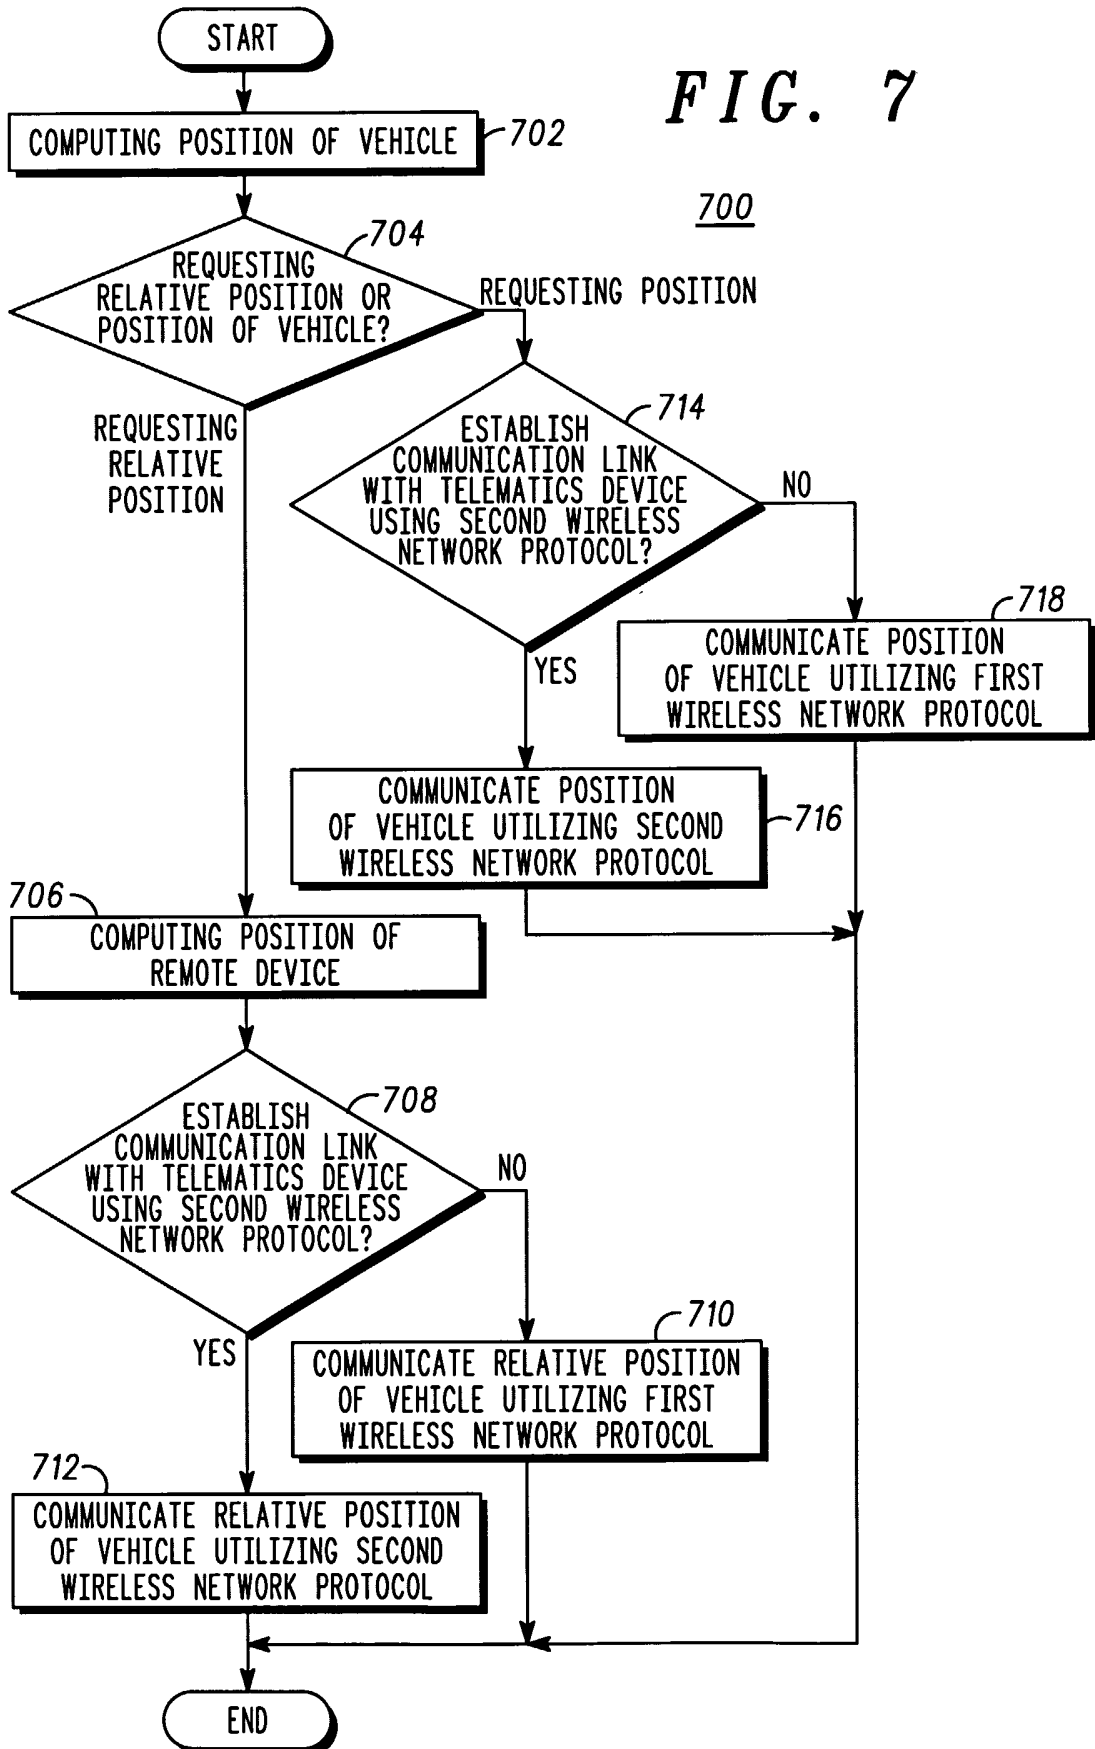 START
FIG. 7
COMPUTING POSITION OF VEHICLE
702
700
704
REQUESTING
RELATIVE POSITION OR
POSITION OF VEHICLE?
REQUESTING POSITION
REQUESTING
RELATIVE
POSITION
714
ESTABLISH
COMMUNICATION LINK
WITH TELEMATICS DEVICE
USING SECOND WIRELESS
NETWORK PROTOCOL?
NO
YES
718
COMMUNICATE POSITION
OF VEHICLE UTILIZING FIRST
WIRELESS NETWORK PROTOCOL
COMMUNICATE POSITION
OF VEHICLE UTILIZING SECOND
WIRELESS NETWORK PROTOCOL
716
706
COMPUTING POSITION OF
REMOTE DEVICE
708
ESTABLISH
COMMUNICATION LINK
WITH TELEMATICS DEVICE
USING SECOND WIRELESS
NETWORK PROTOCOL?
NO
YES
710
COMMUNICATE RELATIVE POSITION
OF VEHICLE UTILIZING FIRST
WIRELESS NETWORK PROTOCOL
712
COMMUNICATE RELATIVE POSITION
OF VEHICLE UTILIZING SECOND
WIRELESS NETWORK PROTOCOL
END